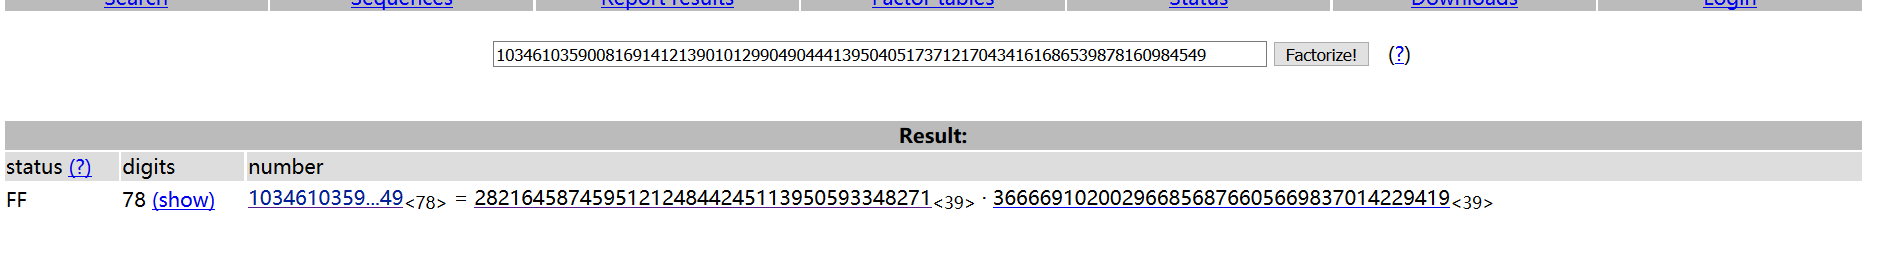 Search Sequences Report results Factor tables Status Downloads Login
103461035900816914121390101299049044413950405173712170434161686539878160984549 Factorize! (?)
Result:
status (?) digits number
FF 78 (show) 1034610359...49<78> = 282164587459512124844245113950593348271<39> · 366669102002966856876605669837014229419<39>